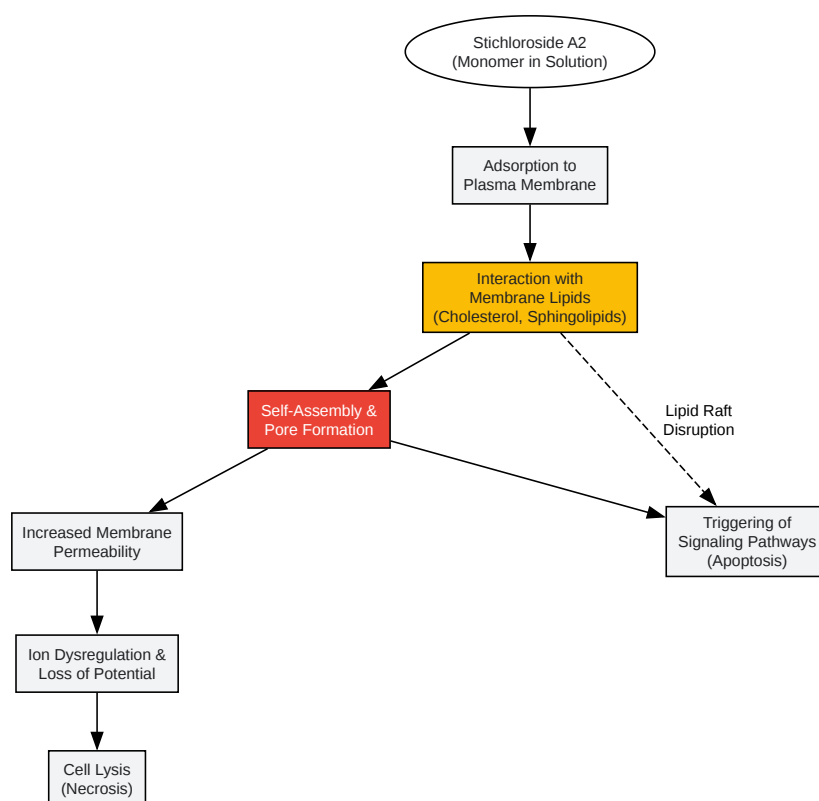 Stichloroside A2
(Monomer in Solution)
Adsorption to
Plasma Membrane
Interaction with
Membrane Lipids
(Cholesterol, Sphingolipids)
Self-Assembly &
Pore Formation
Lipid Raft
Disruption
Increased Membrane
Permeability
Triggering of
Signaling Pathways
(Apoptosis)
Ion Dysregulation &
Loss of Potential
Cell Lysis
(Necrosis)